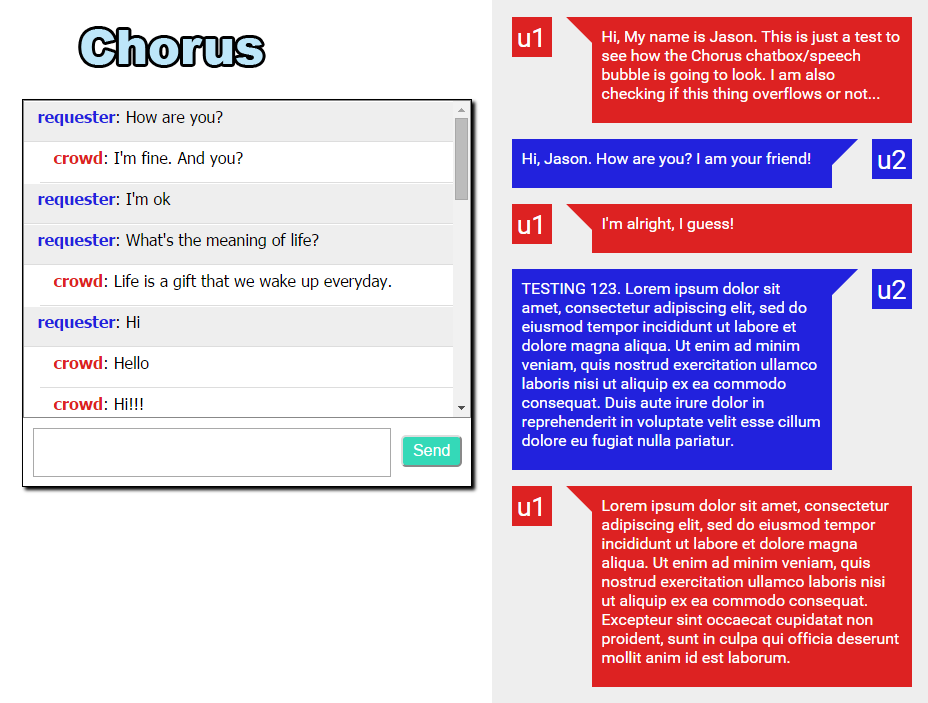 Chorus
requester: How are you?
crowd: I'm fine. And you?
requester: I'm ok
requester: What's the meaning of life?
crowd: Life is a gift that we wake up everyday.
requester: Hi
crowd: Hello
crowd: Hi!!!
Send
u1
Hi, My name is Jason. This is just a test to
see how the Chorus chatbox/speech
bubble is going to look. I am also
checking if this thing overflows or not...
Hi, Jason. How are you? I am your friend!
u2
u1
I'm alright, I guess!
TESTING 123. Lorem ipsum dolor sit
amet, consectetur adipiscing elit, sed do
eiusmod tempor incididunt ut labore et
dolore magna aliqua. Ut enim ad minim
veniam, quis nostrud exercitation ullamco
laboris nisi ut aliquip ex ea commodo
consequat. Duis aute irure dolor in
reprehenderit in voluptate velit esse cillum
dolore eu fugiat nulla pariatur.
u2
u1
Lorem ipsum dolor sit amet, consectetur
adipiscing elit, sed do eiusmod tempor
incididunt ut labore et dolore magna
aliqua. Ut enim ad minim veniam, quis
nostrud exercitation ullamco laboris nisi
ut aliquip ex ea commodo consequat.
Excepteur sint occaecat cupidatat non
proident, sunt in culpa qui officia deserunt
mollit anim id est laborum.